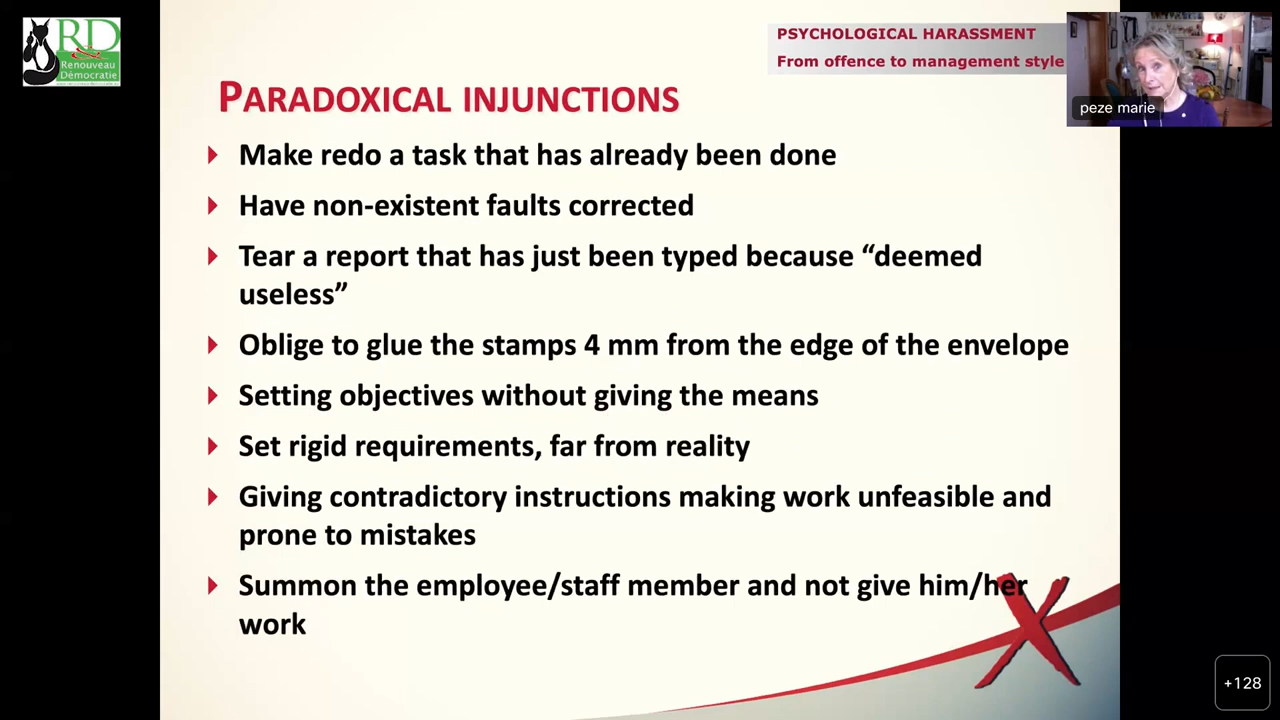 RD
&
Renouveau
Démocratie
PSYCHOLOGICAL HARASSMENT
From offence to management style
peze marie
PARADOXICAL INJUNCTIONS
Make redo a task that has already been done
Have non-existent faults corrected
Tear a report that has just been typed because “deemed
useless”
Oblige to glue the stamps 4 mm from the edge of the envelope
Setting objectives without giving the means
Set rigid requirements, far from reality
Giving contradictory instructions making work unfeasible and
prone to mistakes
Summon the employee/staff member and not give him/her
work
+128